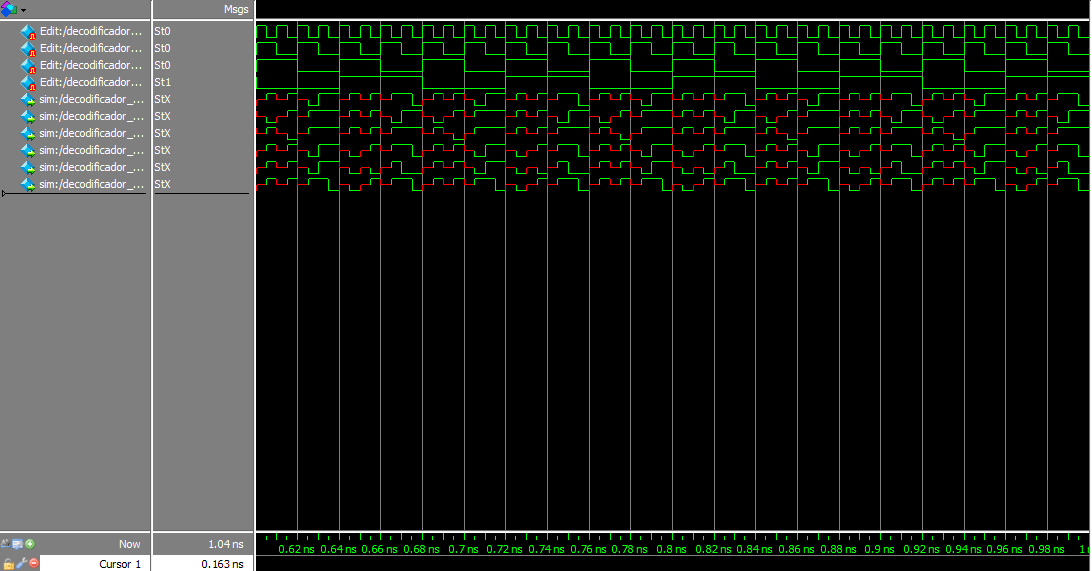 Msgs
Edit:/decodificador... St0
Edit:/decodificador... St0
Edit:/decodificador... St0
Edit:/decodificador... St1
sim:/decodificador_... StX
sim:/decodificador_... StX
sim:/decodificador_... StX
sim:/decodificador_... StX
sim:/decodificador_... StX
sim:/decodificador_... StX
Now 1.04 ns
0.62 ns 0.64 ns 0.66 ns 0.68 ns 0.7 ns 0.72 ns 0.74 ns 0.76 ns 0.78 ns 0.8 ns 0.82 ns 0.84 ns 0.86 ns 0.88 ns 0.9 ns 0.92 ns 0.94 ns 0.96 ns 0.98 ns 1
Cursor 1 0.163 ns